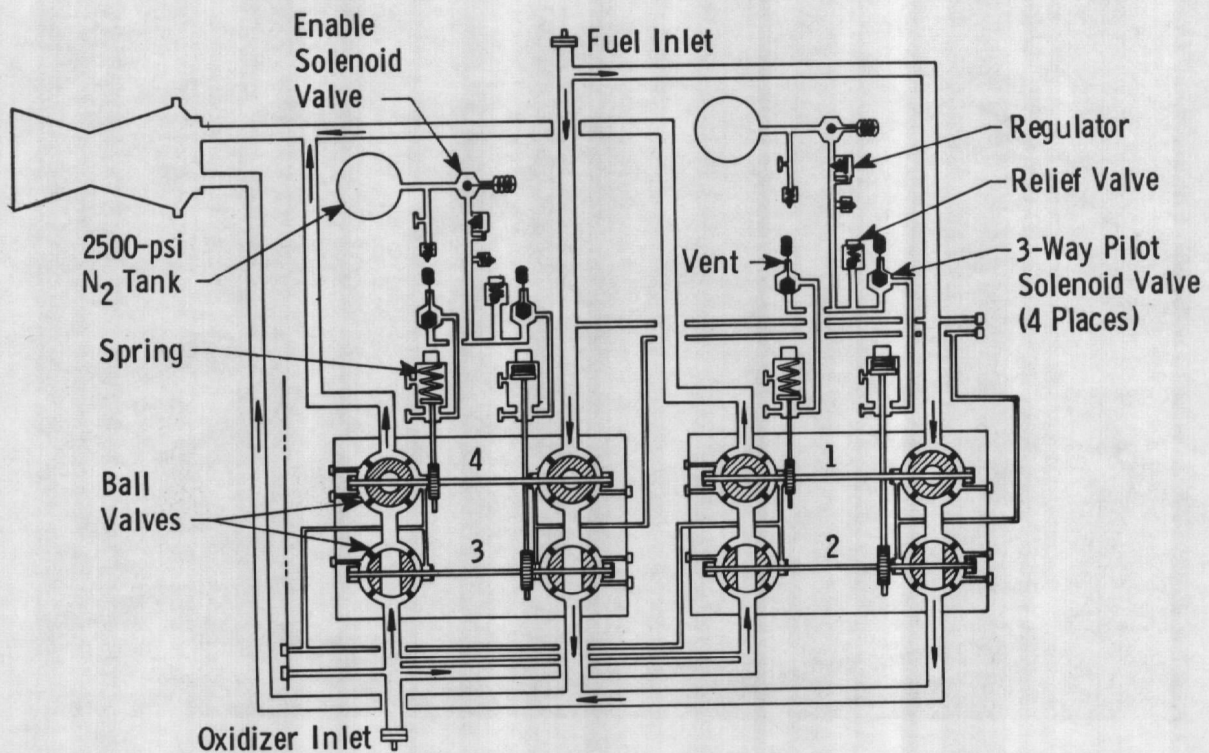 Enable
Solenoid
Valve
Fuel Inlet
Regulator
Relief Valve
2500-psi
N₂ Tank
Vent
3-Way Pilot
Solenoid Valve
(4 Places)
Spring
4
1
Ball
Valves
3
2
Oxidizer Inlet